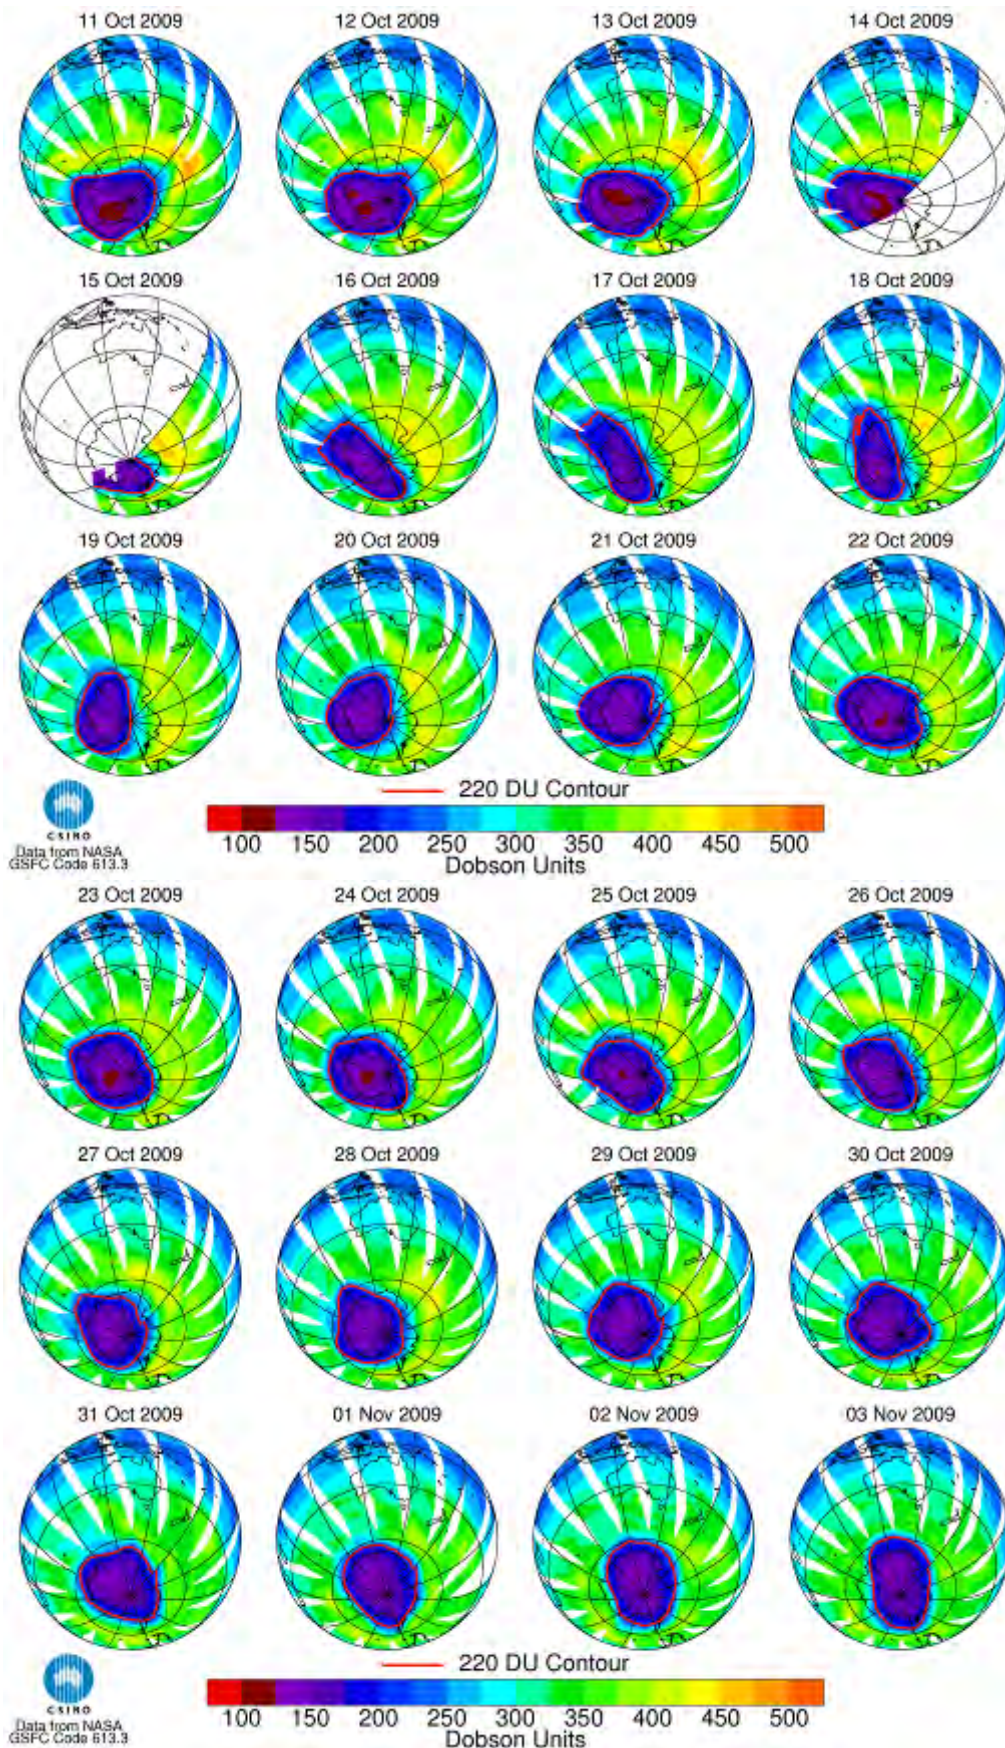 11 Oct 2009 12 Oct 2009 13 Oct 2009 14 Oct 2009
15 Oct 2009 16 Oct 2009 17 Oct 2009 18 Oct 2009
19 Oct 2009 20 Oct 2009 21 Oct 2009 22 Oct 2009
220 DU Contour
CSIRO
Data from NASA
GSFC Code 613.3
100 150 200 250 300 350 400 450 500
Dobson Units
23 Oct 2009 24 Oct 2009 25 Oct 2009 26 Oct 2009
27 Oct 2009 28 Oct 2009 29 Oct 2009 30 Oct 2009
31 Oct 2009 01 Nov 2009 02 Nov 2009 03 Nov 2009
220 DU Contour
CSIRO
Data from NASA
GSFC Code 613.3
100 150 200 250 300 350 400 450 500
Dobson Units